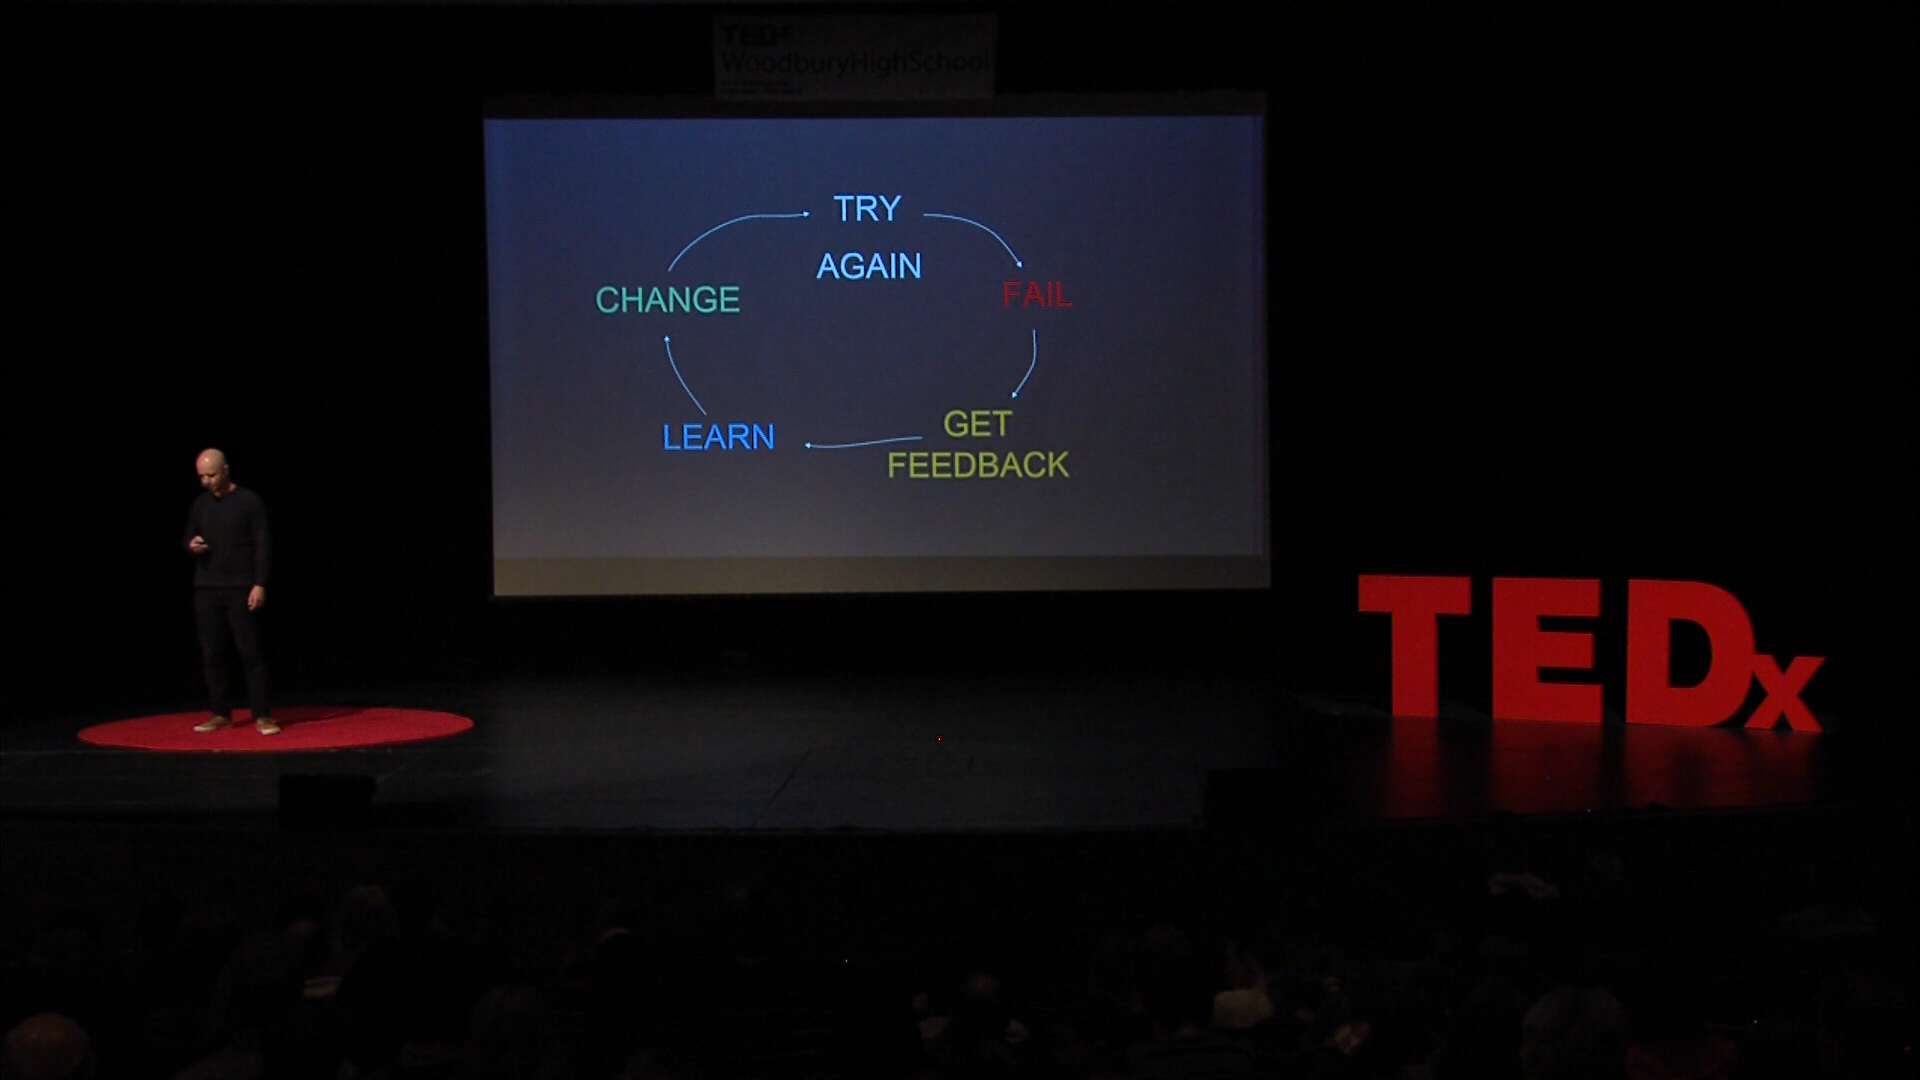 TEDx
WoodburyHighSchool
TRY
AGAIN
FAIL
GET
FEEDBACK
LEARN
CHANGE
TEDx